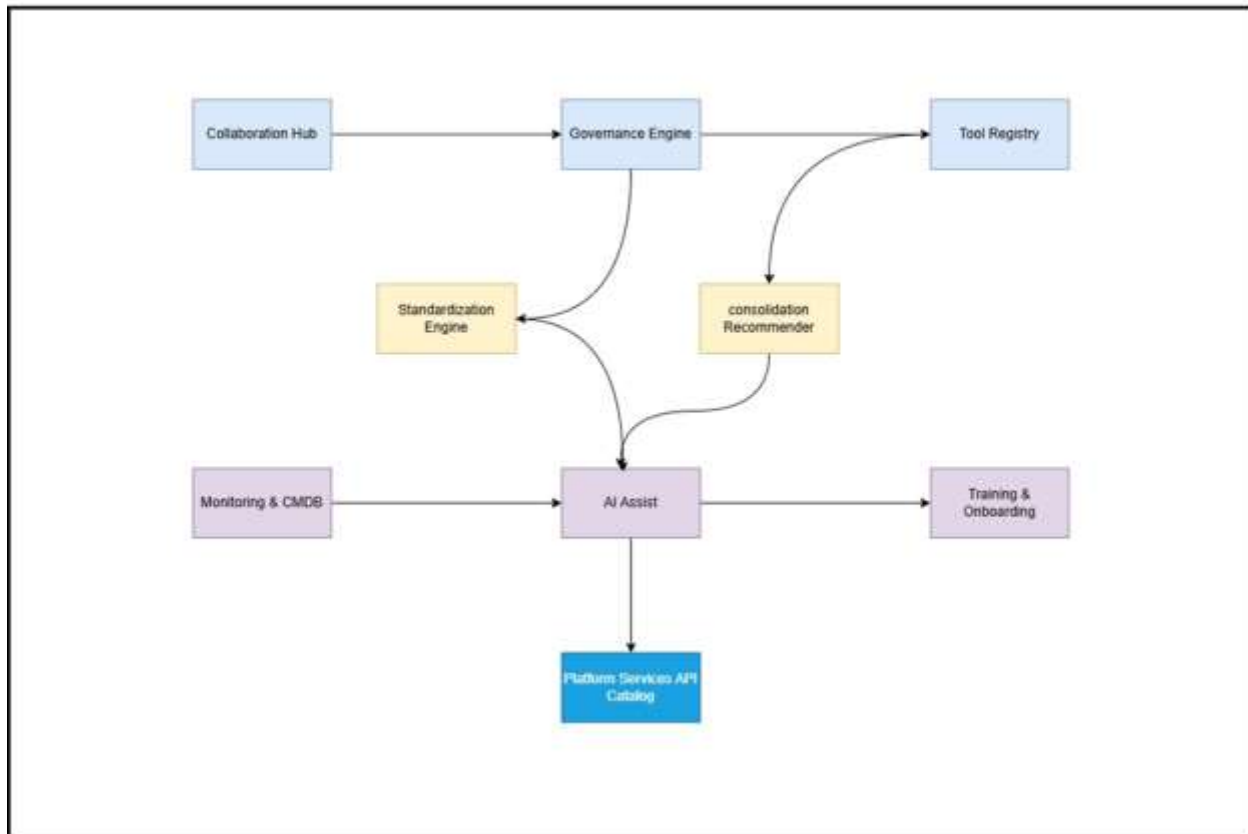 Collaboration Hub
Governance Engine
Tool Registry
Standardization
Engine
consolidation
Recommender
Monitoring & CMDB
AI Assist
Training &
Onboarding
Platform Services API
Catalog